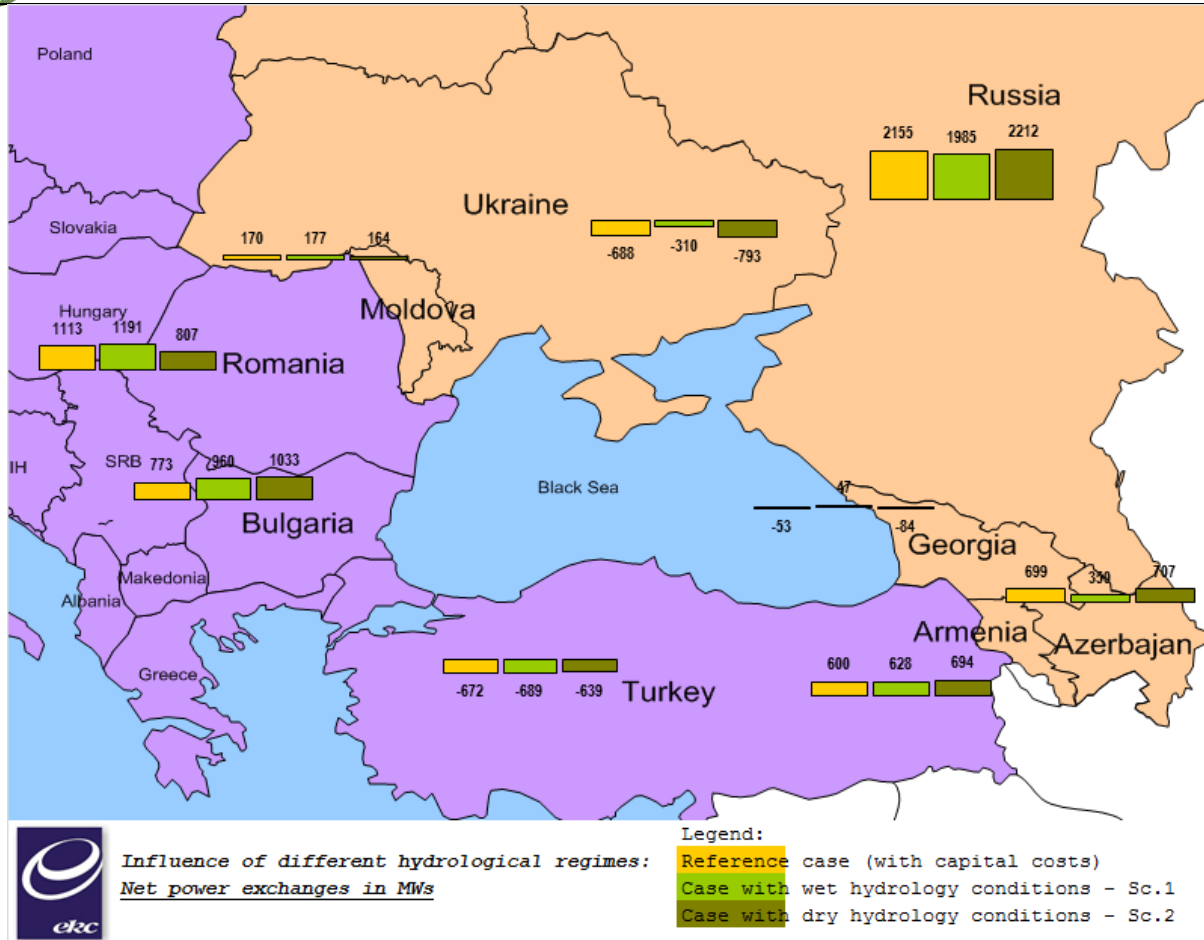 Poland
Russia
2155 1985 2212
Ukraine
Slovakia
170 177 164
-688 -310 -793
Moldova
Hungary
1113 1191 807
Romania
SRB 773 960 1033
IH
Black Sea
Bulgaria
47
-53 -84
Georgia
Makedonia
Albania
699 359 707
Armenia
Azerbajan
Greece
600 628 694
-672 -689 -639
Turkey
Legend:
Influence of different hydrological regimes:
Net power exchanges in MWs
Reference case (with capital costs)
Case with wet hydrology conditions - Sc.1
Case with dry hydrology conditions - Sc.2
ekc